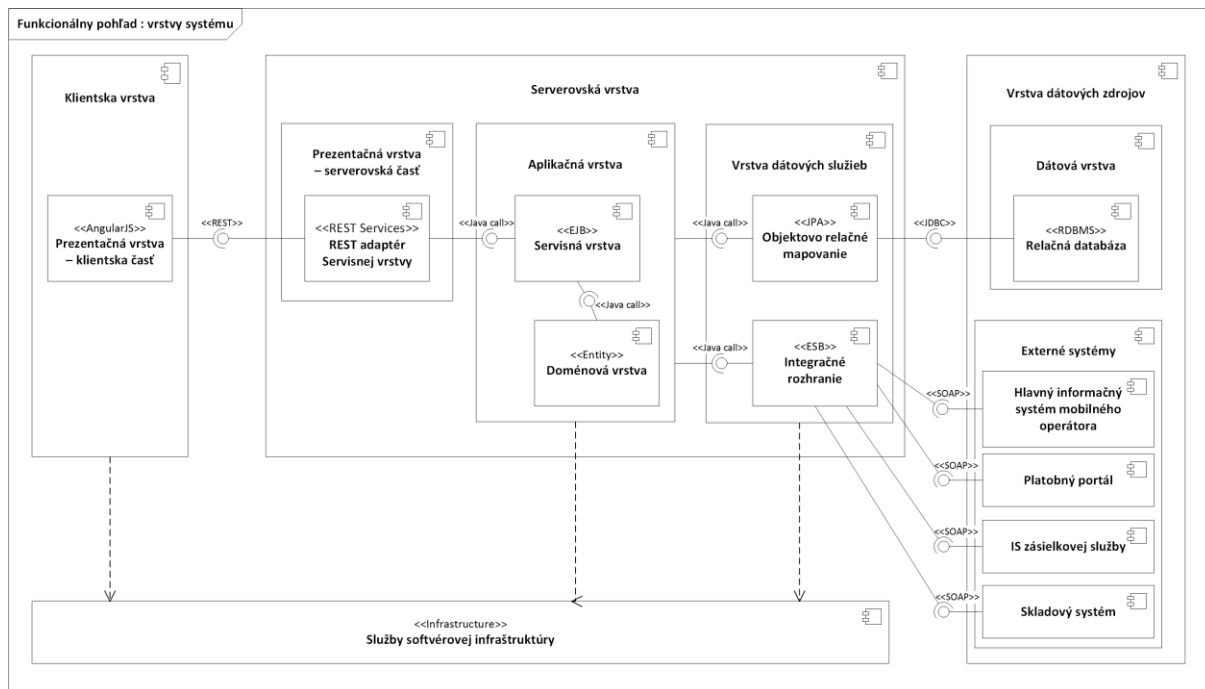 Funkcionálny pohľad : vrstvy systému
Klientska vrstva
<<AngularJS>>
Prezentačná vrstva
– klientska časť
<<REST>>
Serverovská vrstva
Prezentačná vrstva
– serverovská časť
<<REST Services>>
REST adaptér
Servisnej vrstvy
<<Java call>>
Aplikačná vrstva
<<EJB>>
Servisná vrstva
<<Java call>>
<<Entity>>
Doménová vrstva
<<Java call>>
<<Java call>>
Vrstva dátových služieb
<<JPA>>
Objektovo relačné
mapovanie
<<ESB>>
Integračné
rozhranie
<<JDBC>>
<<SOAP>>
<<SOAP>>
<<SOAP>>
<<SOAP>>
Vrstva dátových zdrojov
Dátová vrstva
<<RDBMS>>
Relačná databáza
Externé systémy
Hlavný informačný
systém mobilného
operátora
Platobný portál
IS zásielkovej služby
Skladový systém
<<Infrastructure>>
Služby softvérovej infraštruktúry